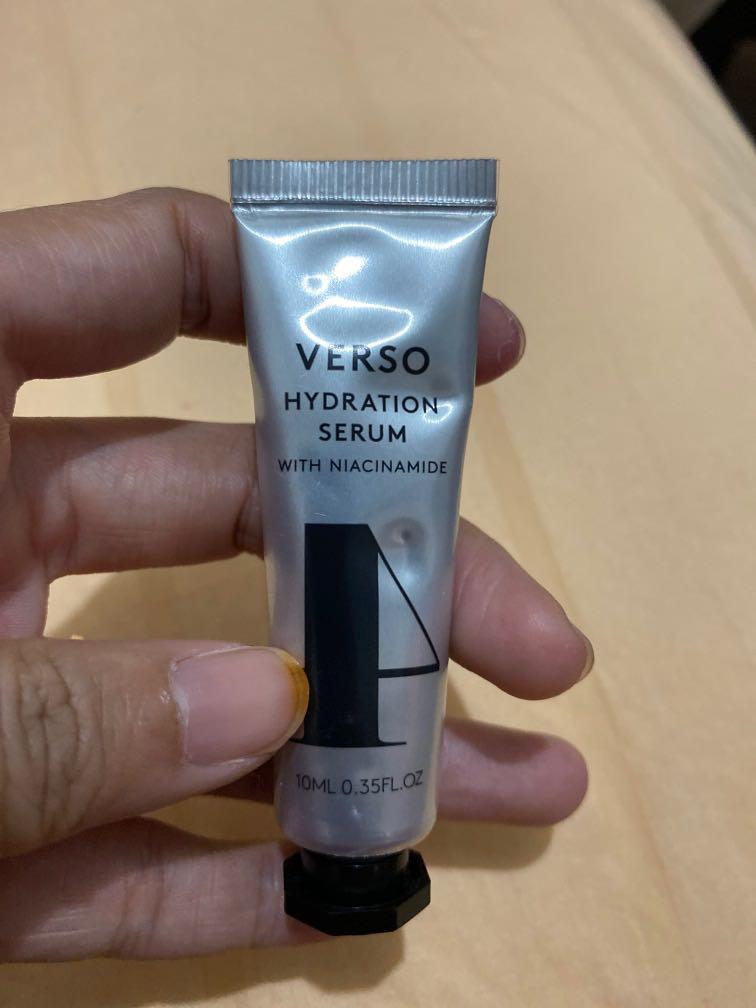 VERSO
HYDRATION
SERUM
WITH NIACINAMIDE
4
10ML 0.35FL.OZ